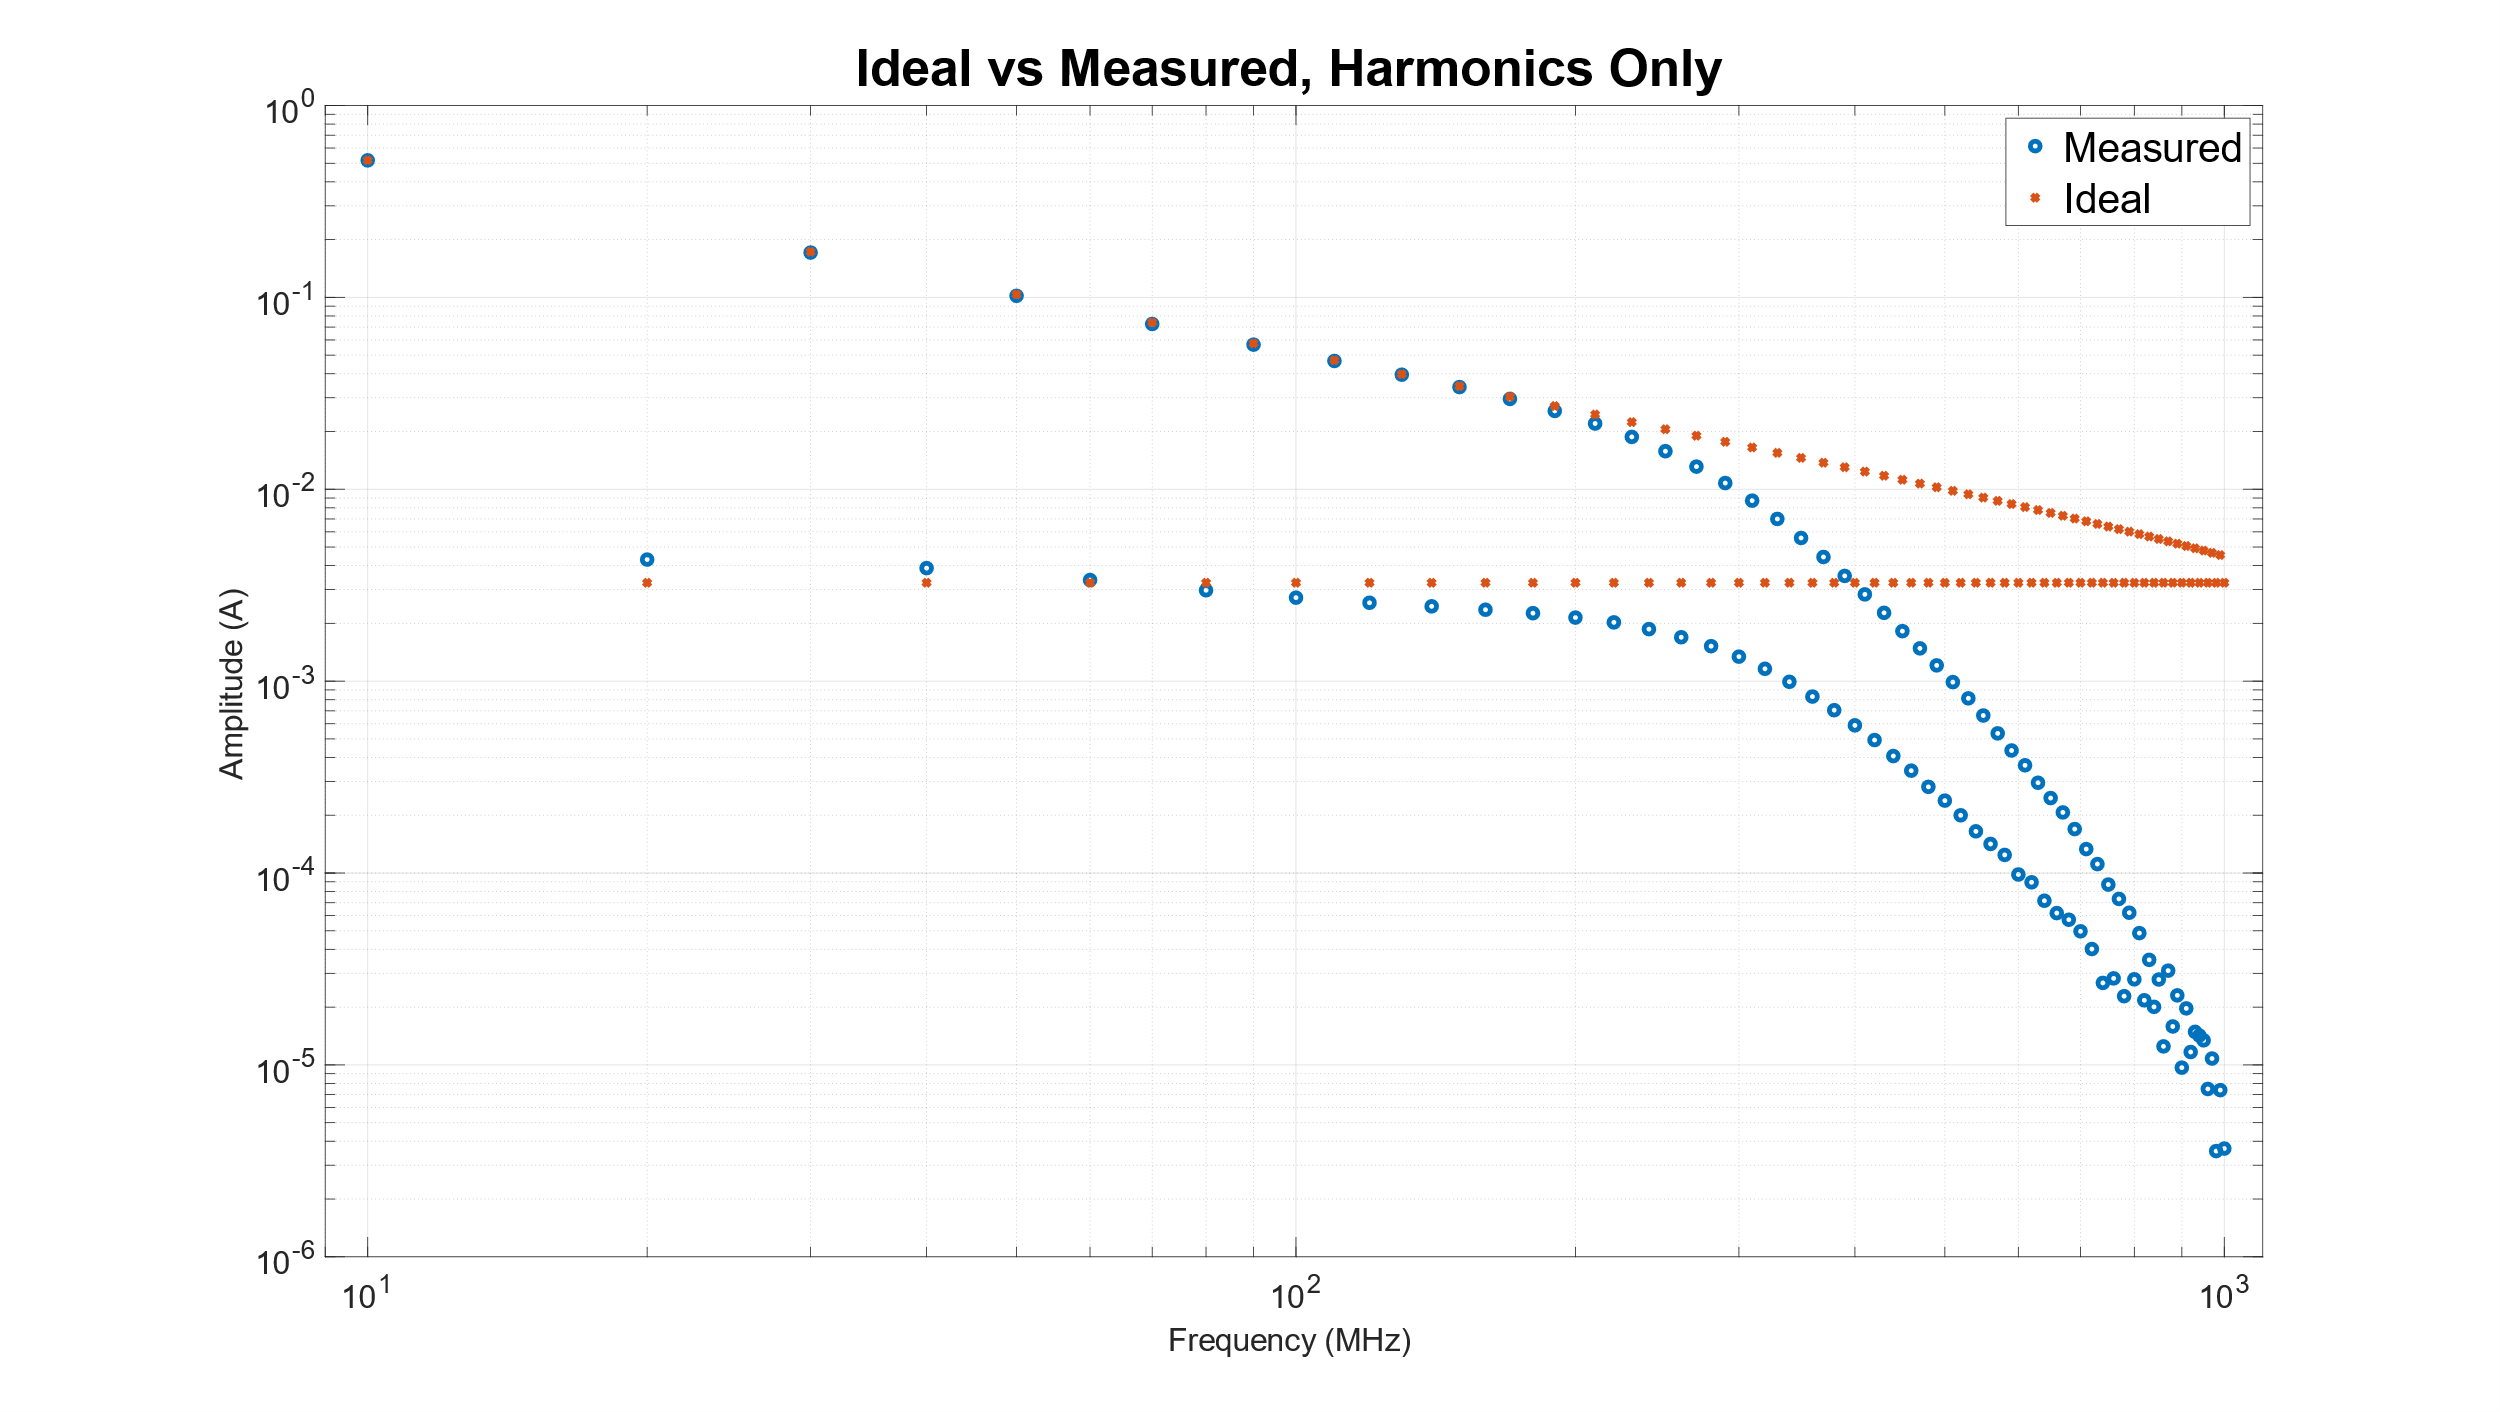 Ideal vs Measured, Harmonics Only
Measured
Ideal
10^0
10^-1
10^-2
10^-3
10^-4
10^-5
10^-6
Amplitude (A)
10^1 10^2 10^3
Frequency (MHz)